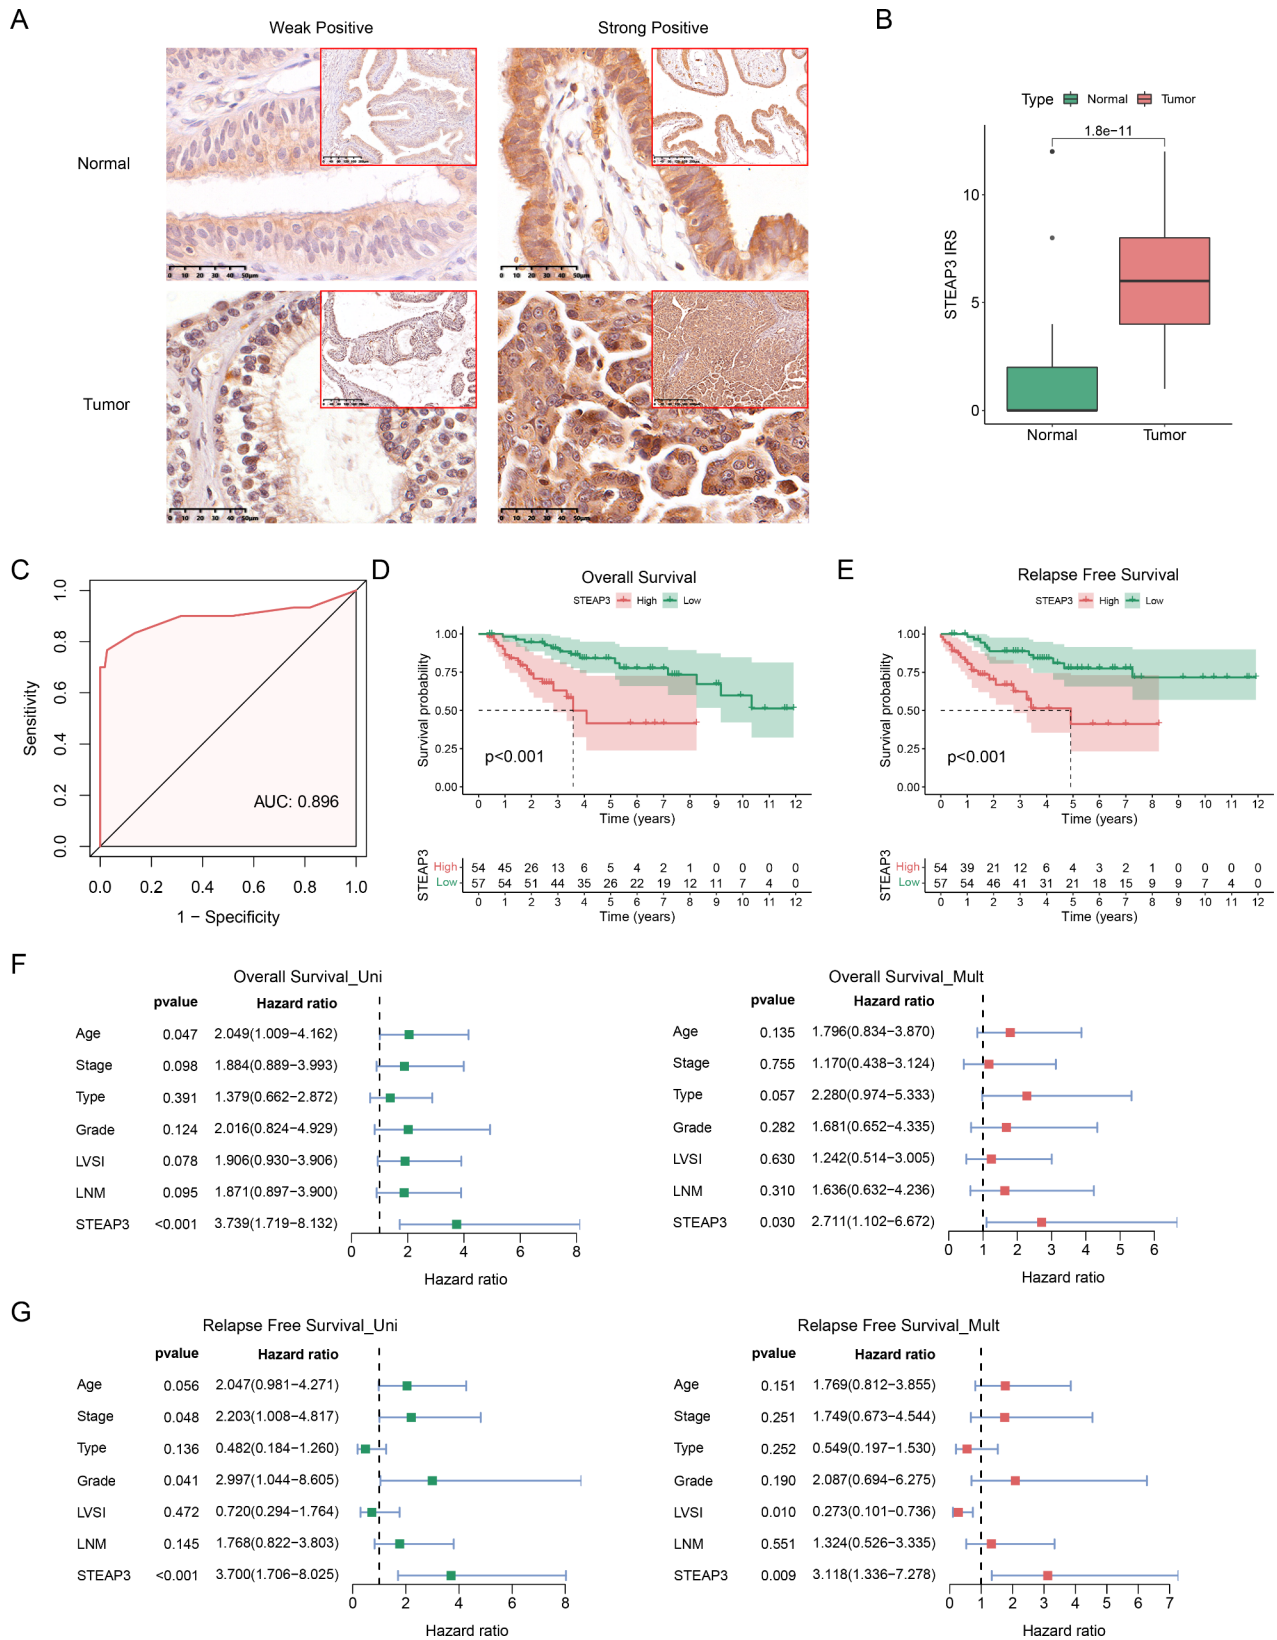 A
Weak Positive
Strong Positive
Normal
0 10 20 30 40 50μm
0 10 20 30 40 50μm
Tumor
0 10 20 30 40 50μm
0 10 20 30 40 50μm
B
Type Normal Tumor
1.8e−11
STEAP3 IRS
10
5
0
Normal Tumor
C
Sensitivity
0.0 0.2 0.4 0.6 0.8 1.0
AUC: 0.896
0.0 0.2 0.4 0.6 0.8 1.0
1 − Specificity
D
Overall Survival
STEAP3 High Low
Survival probability
1.00
0.75
0.50
0.25
0.00
p<0.001
0 1 2 3 4 5 6 7 8 9 10 11 12
Time (years)
STEAP3
High 54 45 26 13 6 5 4 2 1 0 0 0 0
Low 57 54 51 44 35 26 22 19 12 11 7 4 0
0 1 2 3 4 5 6 7 8 9 10 11 12
Time (years)
E
Relapse Free Survival
STEAP3 High Low
Survival probability
1.00
0.75
0.50
0.25
0.00
p<0.001
0 1 2 3 4 5 6 7 8 9 10 11 12
Time (years)
STEAP3
High 54 39 21 12 6 4 3 2 1 0 0 0 0
Low 57 54 46 41 31 21 18 15 9 9 7 4 0
0 1 2 3 4 5 6 7 8 9 10 11 12
Time (years)
F
Overall Survival_Uni
pvalue Hazard ratio
Age 0.047 2.049(1.009−4.162)
Stage 0.098 1.884(0.889−3.993)
Type 0.391 1.379(0.662−2.872)
Grade 0.124 2.016(0.824−4.929)
LVSI 0.078 1.906(0.930−3.906)
LNM 0.095 1.871(0.897−3.900)
STEAP3 <0.001 3.739(1.719−8.132)
0 2 4 6 8
Hazard ratio
Overall Survival_Mult
pvalue Hazard ratio
Age 0.135 1.796(0.834−3.870)
Stage 0.755 1.170(0.438−3.124)
Type 0.057 2.280(0.974−5.333)
Grade 0.282 1.681(0.652−4.335)
LVSI 0.630 1.242(0.514−3.005)
LNM 0.310 1.636(0.632−4.236)
STEAP3 0.030 2.711(1.102−6.672)
0 1 2 3 4 5 6
Hazard ratio
G
Relapse Free Survival_Uni
pvalue Hazard ratio
Age 0.056 2.047(0.981−4.271)
Stage 0.048 2.203(1.008−4.817)
Type 0.136 0.482(0.184−1.260)
Grade 0.041 2.997(1.044−8.605)
LVSI 0.472 0.720(0.294−1.764)
LNM 0.145 1.768(0.822−3.803)
STEAP3 <0.001 3.700(1.706−8.025)
0 2 4 6 8
Hazard ratio
Relapse Free Survival_Mult
pvalue Hazard ratio
Age 0.151 1.769(0.812−3.855)
Stage 0.251 1.749(0.673−4.544)
Type 0.252 0.549(0.197−1.530)
Grade 0.190 2.087(0.694−6.275)
LVSI 0.010 0.273(0.101−0.736)
LNM 0.551 1.324(0.526−3.335)
STEAP3 0.009 3.118(1.336−7.278)
0 1 2 3 4 5 6 7
Hazard ratio